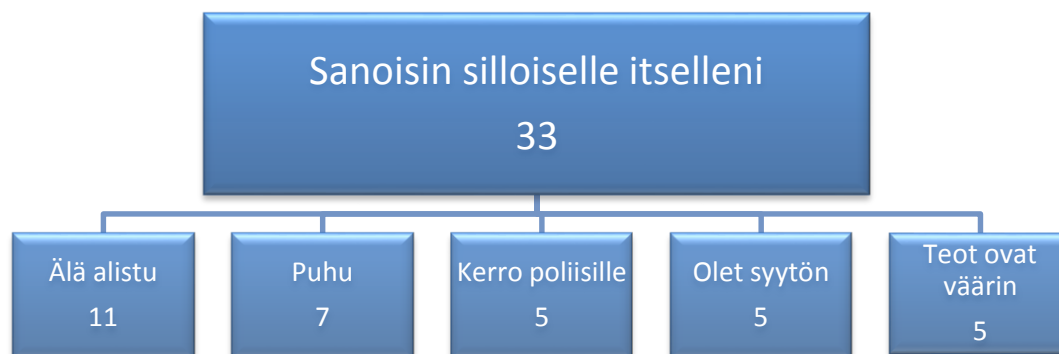 Sanoisin silloiselle itselleni
33
Älä alistu
11
Puhu
7
Kerro poliisille
5
Olet syytön
5
Teot ovat
väärin
5